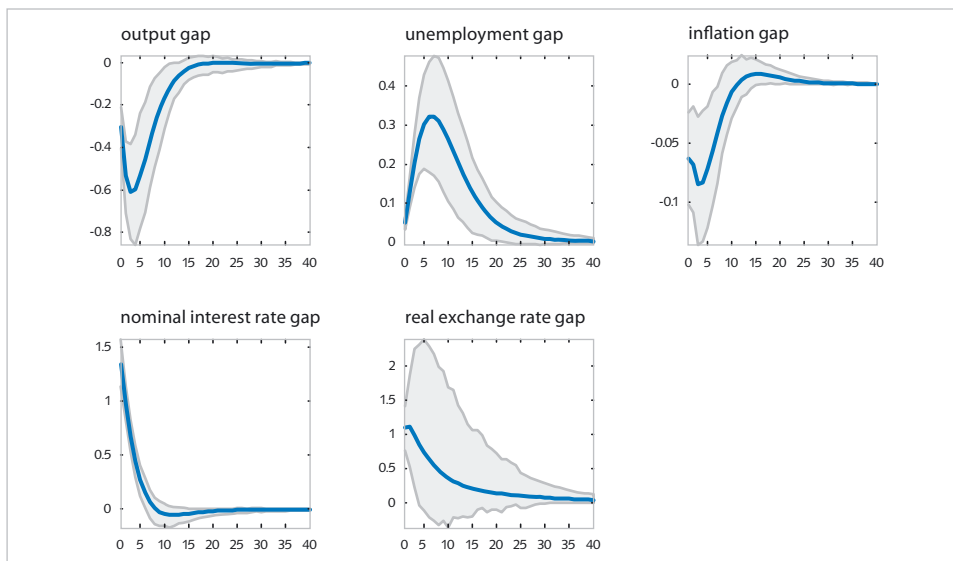 output gap
unemployment gap
inflation gap
0
-0.2
-0.4
-0.6
-0.8
0 5 10 15 20 25 30 35 40
0.4
0.3
0.2
0.1
0
0 5 10 15 20 25 30 35 40
0
-0.05
-0.1
0 5 10 15 20 25 30 35 40
nominal interest rate gap
real exchange rate gap
1.5
1
0.5
0
0 5 10 15 20 25 30 35 40
2
1.5
1
0.5
0
0 5 10 15 20 25 30 35 40